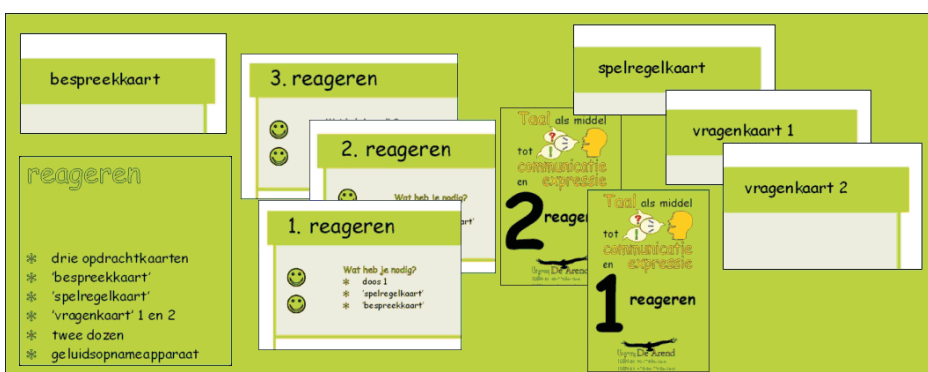 bespreekkaart
reageren
drie opdrachtkaarten
'bespreekkaart'
'spelregelkaart'
'vragenkaart' 1 en 2
twee dozen
geluidsopnameapparaat
3. reageren
2. reageren
Wat heb je nodig?
1. reageren
Wat heb je nodig?
doos 1
'spelregelkaart'
'bespreekkaart'
Taal als middel
tot
communicatie
en expressie
2
De Arend
Taal als middel
tot
communicatie
en expressie
1 reageren
De Arend
spelregelkaart
vragenkaart 1
vragenkaart 2